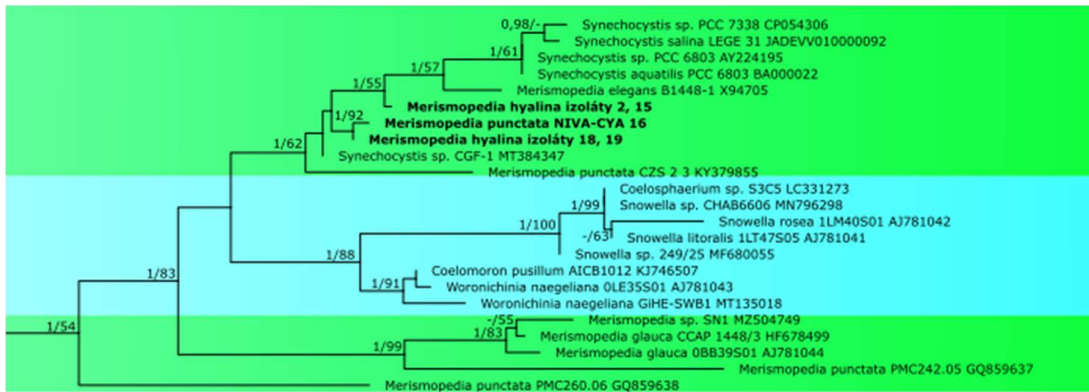 0,98/-
Synechocystis sp. PCC 7338 CP054306
Synechocystis salina LEGE 31 JADEVV010000092
1/61
Synechocystis sp. PCC 6803 AY224195
1/57
Synechocystis aquatilis PCC 6803 BA000022
1/55
Merismopedia elegans B1448-1 X94705
Merismopedia hyalina izoláty 2, 15
1/92
Merismopedia punctata NIVA-CYA 16
1/62
Merismopedia hyalina izoláty 18, 19
Synechocystis sp. CGF-1 MT384347
Merismopedia punctata CZS 2 3 KY379855
Coelosphaerium sp. S3C5 LC331273
1/99
Snowella sp. CHAB6606 MN796298
Snowella rosea 1LM40S01 AJ781042
1/100
-/63
Snowella litoralis 1LT47S05 AJ781041
Snowella sp. 249/25 MF680055
1/88
Coelomoron pusillum AICB1012 KJ746507
1/83
1/91
Woronichinia naegeliana 0LE35S01 AJ781043
Woronichinia naegeliana GiHE-SWB1 MT135018
-/55
Merismopedia sp. SN1 MZ504749
1/54
1/83
Merismopedia glauca CCAP 1448/3 HF678499
1/99
Merismopedia glauca 0BB39S01 AJ781044
Merismopedia punctata PMC242.05 GQ859637
Merismopedia punctata PMC260.06 GQ859638